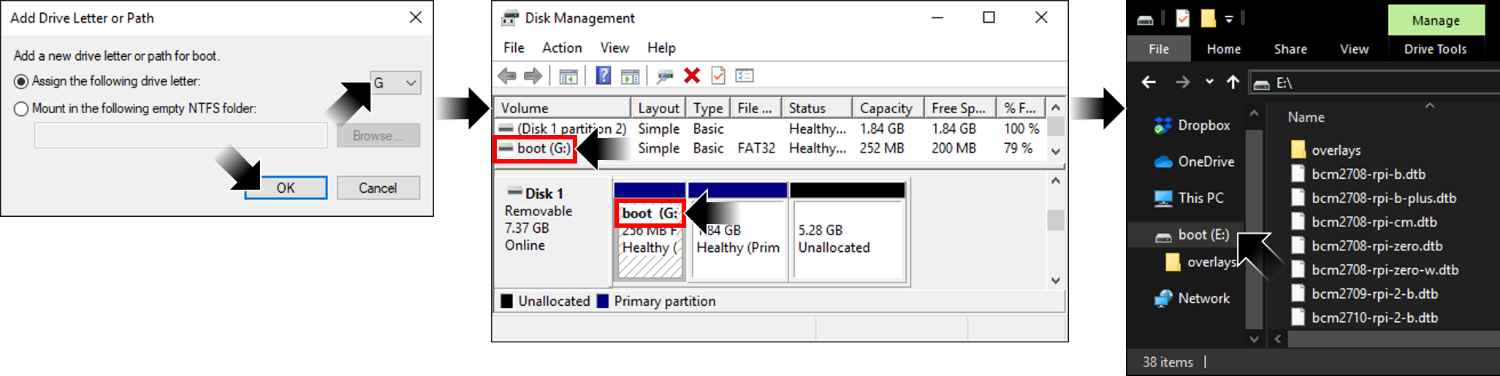 Add Drive Letter or Path
Add a new drive letter or path for boot.
Assign the following drive letter:
G
Mount in the following empty NTFS folder:
Browse...
OK
Cancel
Disk Management
File Action View Help
Volume Layout Type File ... Status Capacity Free Sp... % F...
(Disk 1 partition 2) Simple Basic Healthy... 1.84 GB 1.84 GB 100 %
boot (G:) Simple Basic FAT32 Healthy... 252 MB 200 MB 79 %
Disk 1
Removable
7.37 GB
Online
boot (G:
256 MB F
Healthy (
.84 GB
Healthy (Prim
5.28 GB
Unallocated
Unallocated Primary partition
Manage
File Home Share View Drive Tools
E:\
Dropbox
OneDrive
This PC
boot (E:)
overlays
Network
Name
overlays
bcm2708-rpi-b.dtb
bcm2708-rpi-b-plus.dtb
bcm2708-rpi-cm.dtb
bcm2708-rpi-zero.dtb
bcm2708-rpi-zero-w.dtb
bcm2709-rpi-2-b.dtb
bcm2710-rpi-2-b.dtb
38 items